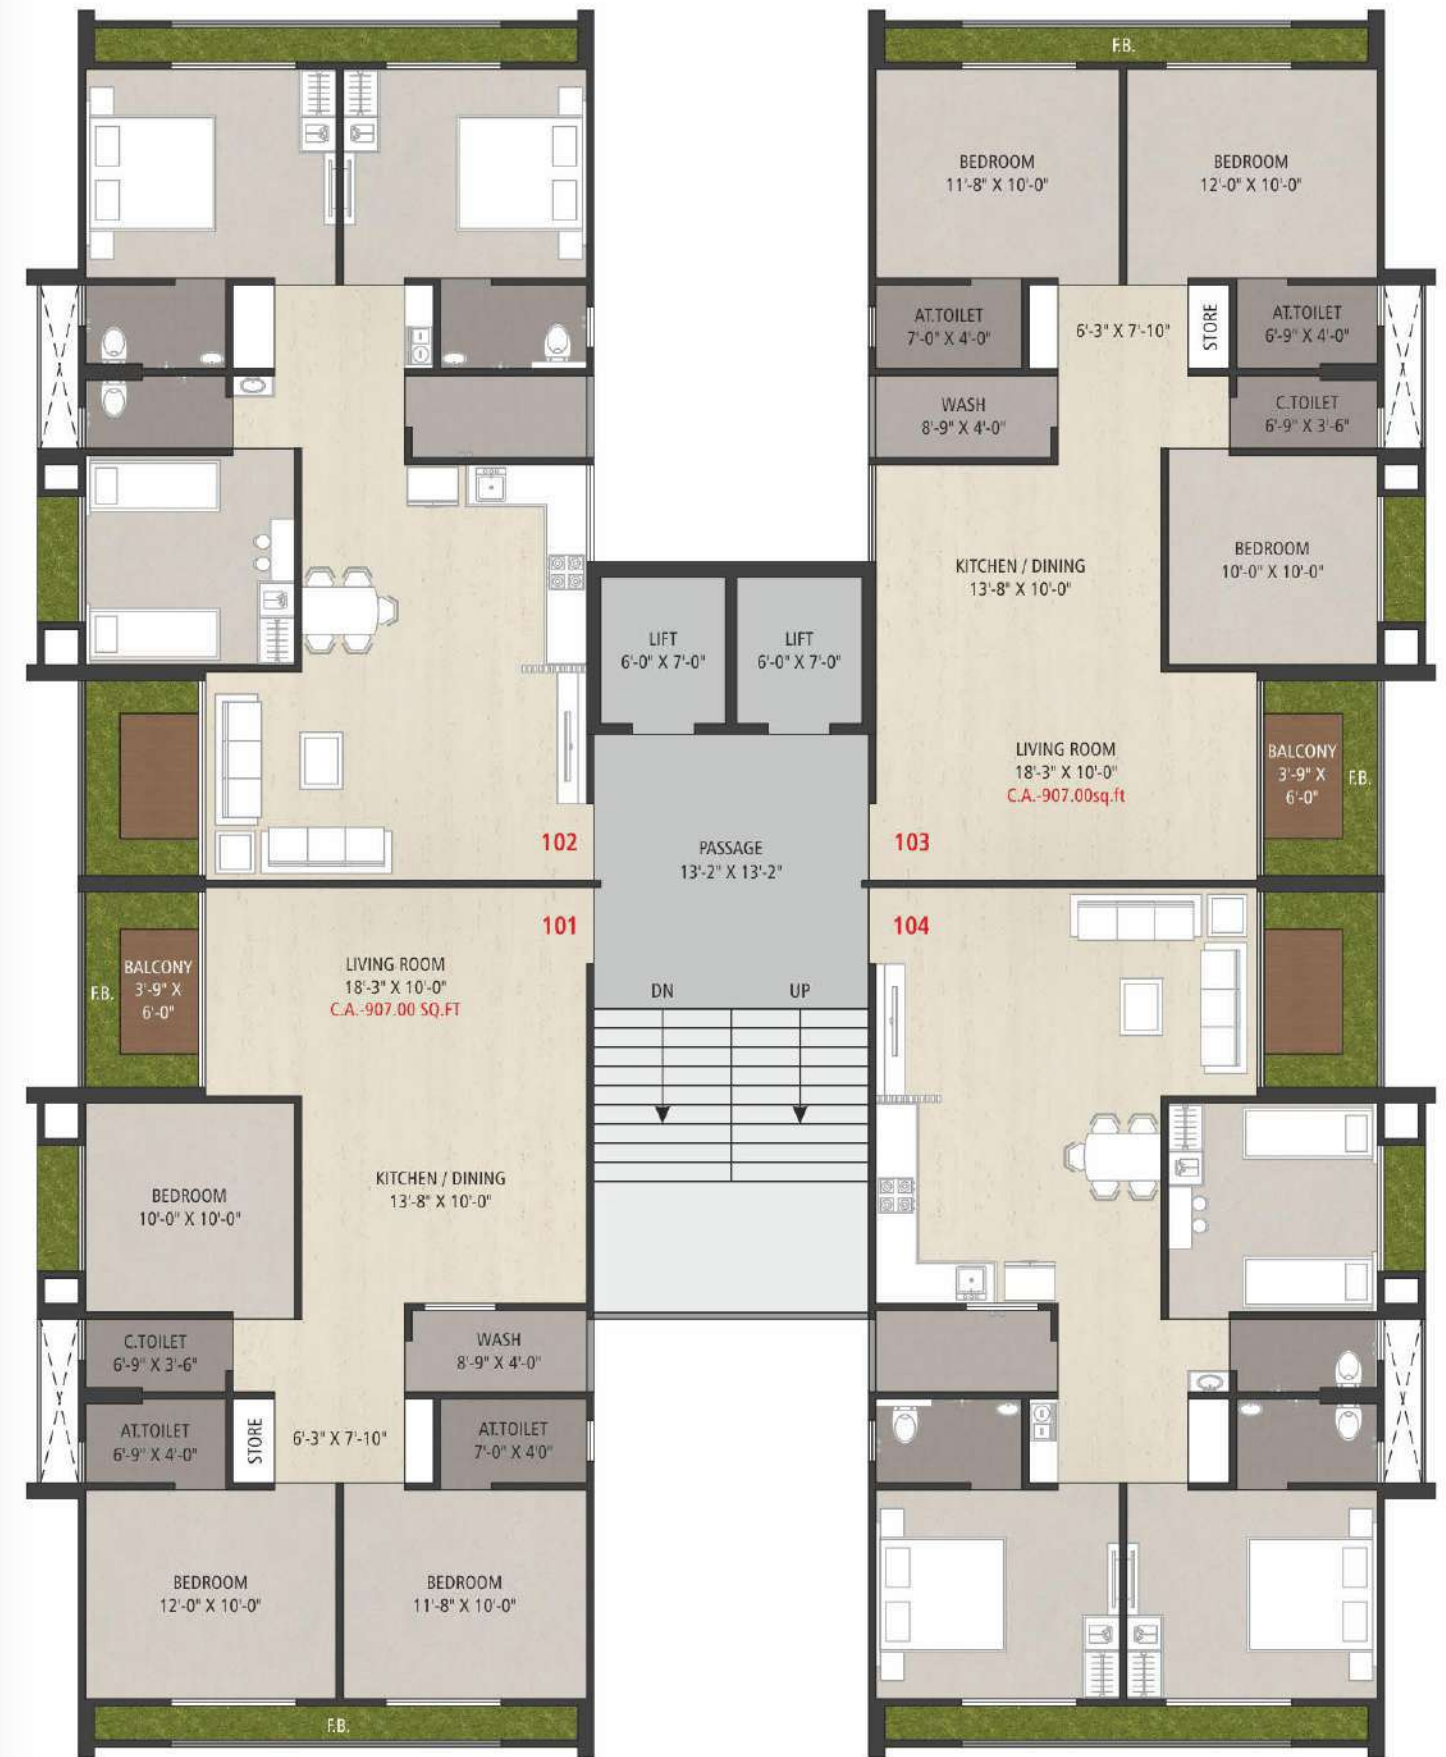 F.B.
BEDROOM
11'-8" X 10'-0"
BEDROOM
12'-0" X 10'-0"
AT.TOILET
7'-0" X 4'-0"
6'-3" X 7'-10"
STORE
AT.TOILET
6'-9" X 4'-0"
WASH
8'-9" X 4'-0"
C.TOILET
6'-9" X 3'-6"
KITCHEN / DINING
13'-8" X 10'-0"
BEDROOM
10'-0" X 10'-0"
LIFT
6'-0" X 7'-0"
LIFT
6'-0" X 7'-0"
LIVING ROOM
18'-3" X 10'-0"
C.A.-907.00sq.ft
BALCONY
3'-9" X
6'-0"
F.B.
102
PASSAGE
13'-2" X 13'-2"
103
101
104
F.B.
BALCONY
3'-9" X
6'-0"
LIVING ROOM
18'-3" X 10'-0"
C.A.-907.00 SQ.FT
DN
UP
BEDROOM
10'-0" X 10'-0"
KITCHEN / DINING
13'-8" X 10'-0"
C.TOILET
6'-9" X 3'-6"
WASH
8'-9" X 4'-0"
AT.TOILET
6'-9" X 4'-0"
STORE
6'-3" X 7'-10"
AT.TOILET
7'-0" X 4'0"
BEDROOM
12'-0" X 10'-0"
BEDROOM
11'-8" X 10'-0"
F.B.